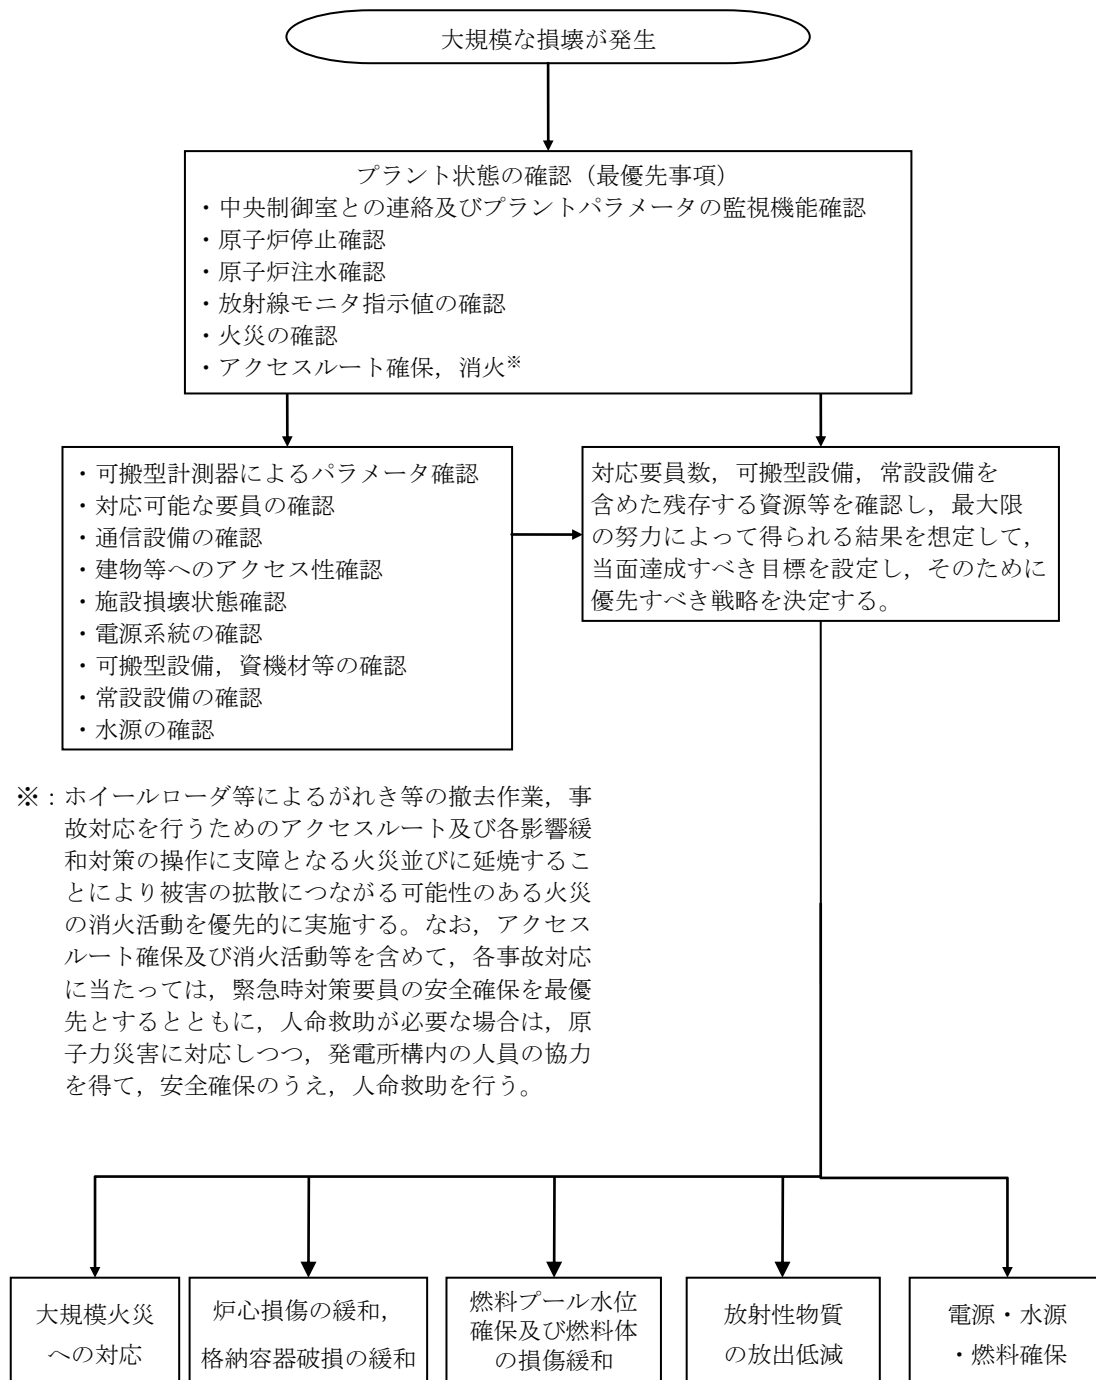 大規模な損壊が発生
プラント状態の確認（最優先事項）
・中央制御室との連絡及びプラントパラメータの監視機能確認
・原子炉停止確認
・原子炉注水確認
・放射線モニタ指示値の確認
・火災の確認
・アクセスルート確保，消火※
・可搬型計測器によるパラメータ確認
・対応可能な要員の確認
・通信設備の確認
・建物等へのアクセス性確認
・施設損壊状態確認
・電源系統の確認
・可搬型設備，資機材等の確認
・常設設備の確認
・水源の確認
対応要員数，可搬型設備，常設設備を
含めた残存する資源等を確認し，最大限
の努力によって得られる結果を想定して，
当面達成すべき目標を設定し，そのために
優先すべき戦略を決定する。
※：ホイールローダ等によるがれき等の撤去作業，事
故対応を行うためのアクセスルート及び各影響緩
和対策の操作に支障となる火災並びに延焼するこ
とにより被害の拡散につながる可能性のある火災
の消火活動を優先的に実施する。なお，アクセス
ルート確保及び消火活動等を含めて，各事故対応
に当たっては，緊急時対策要員の安全確保を最優
先とするとともに，人命救助が必要な場合は，原
子力災害に対応しつつ，発電所構内の人員の協力
を得て，安全確保のうえ，人命救助を行う。
大規模火災
への対応
炉心損傷の緩和，
格納容器破損の緩和
燃料プール水位
確保及び燃料体
の損傷緩和
放射性物質
の放出低減
電源・水源
・燃料確保